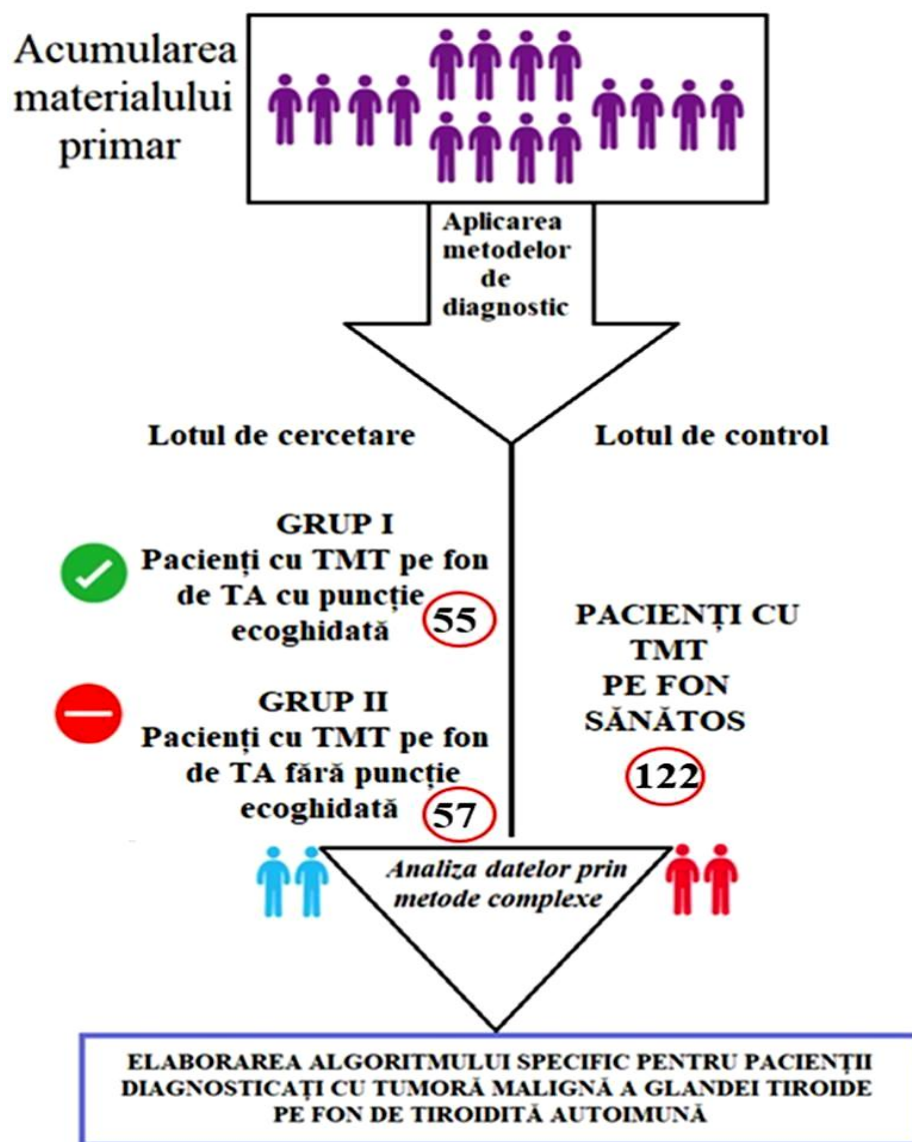 Acumularea
materialului
primar
Aplicarea
metodelor
de
diagnostic
Lotul de cercetare
Lotul de control
GRUP I
Pacienți cu TMT pe fon
de TA cu puncție
ecoghidată
55
GRUP II
Pacienți cu TMT pe fon
de TA fără puncție
ecoghidată
57
PACIENȚI CU
TMT
PE FON
SĂNĂTOS
122
Analiza datelor prin
metode complexe
ELABORAREA ALGORITMULUI SPECIFIC PENTRU PACIENȚII
DIAGNOSTICAȚI CU TUMORĂ MALIGNĂ A GLANDEI TIROIDE
PE FON DE TIROIDITĂ AUTOIMUNĂ